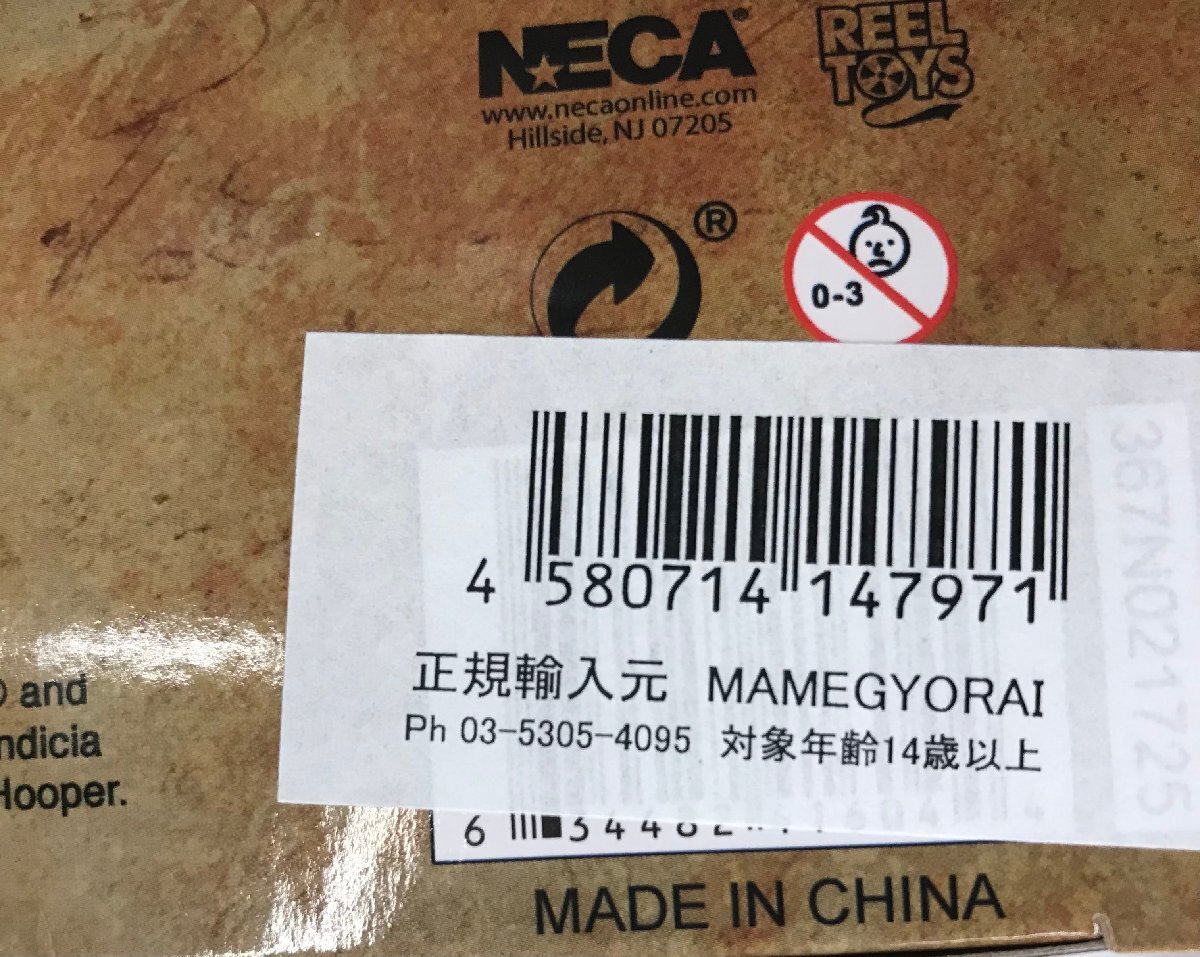 NECA®
www.necaonline.com
Hillside, NJ 07205
REEL
TOYS
®
0-3
4 580714 147971
正規輸入元 MAMEGYORAI
Ph 03-5305-4095 対象年齢14歳以上
367N021725
and
ndicia
Hooper.
6 34482
MADE IN CHINA